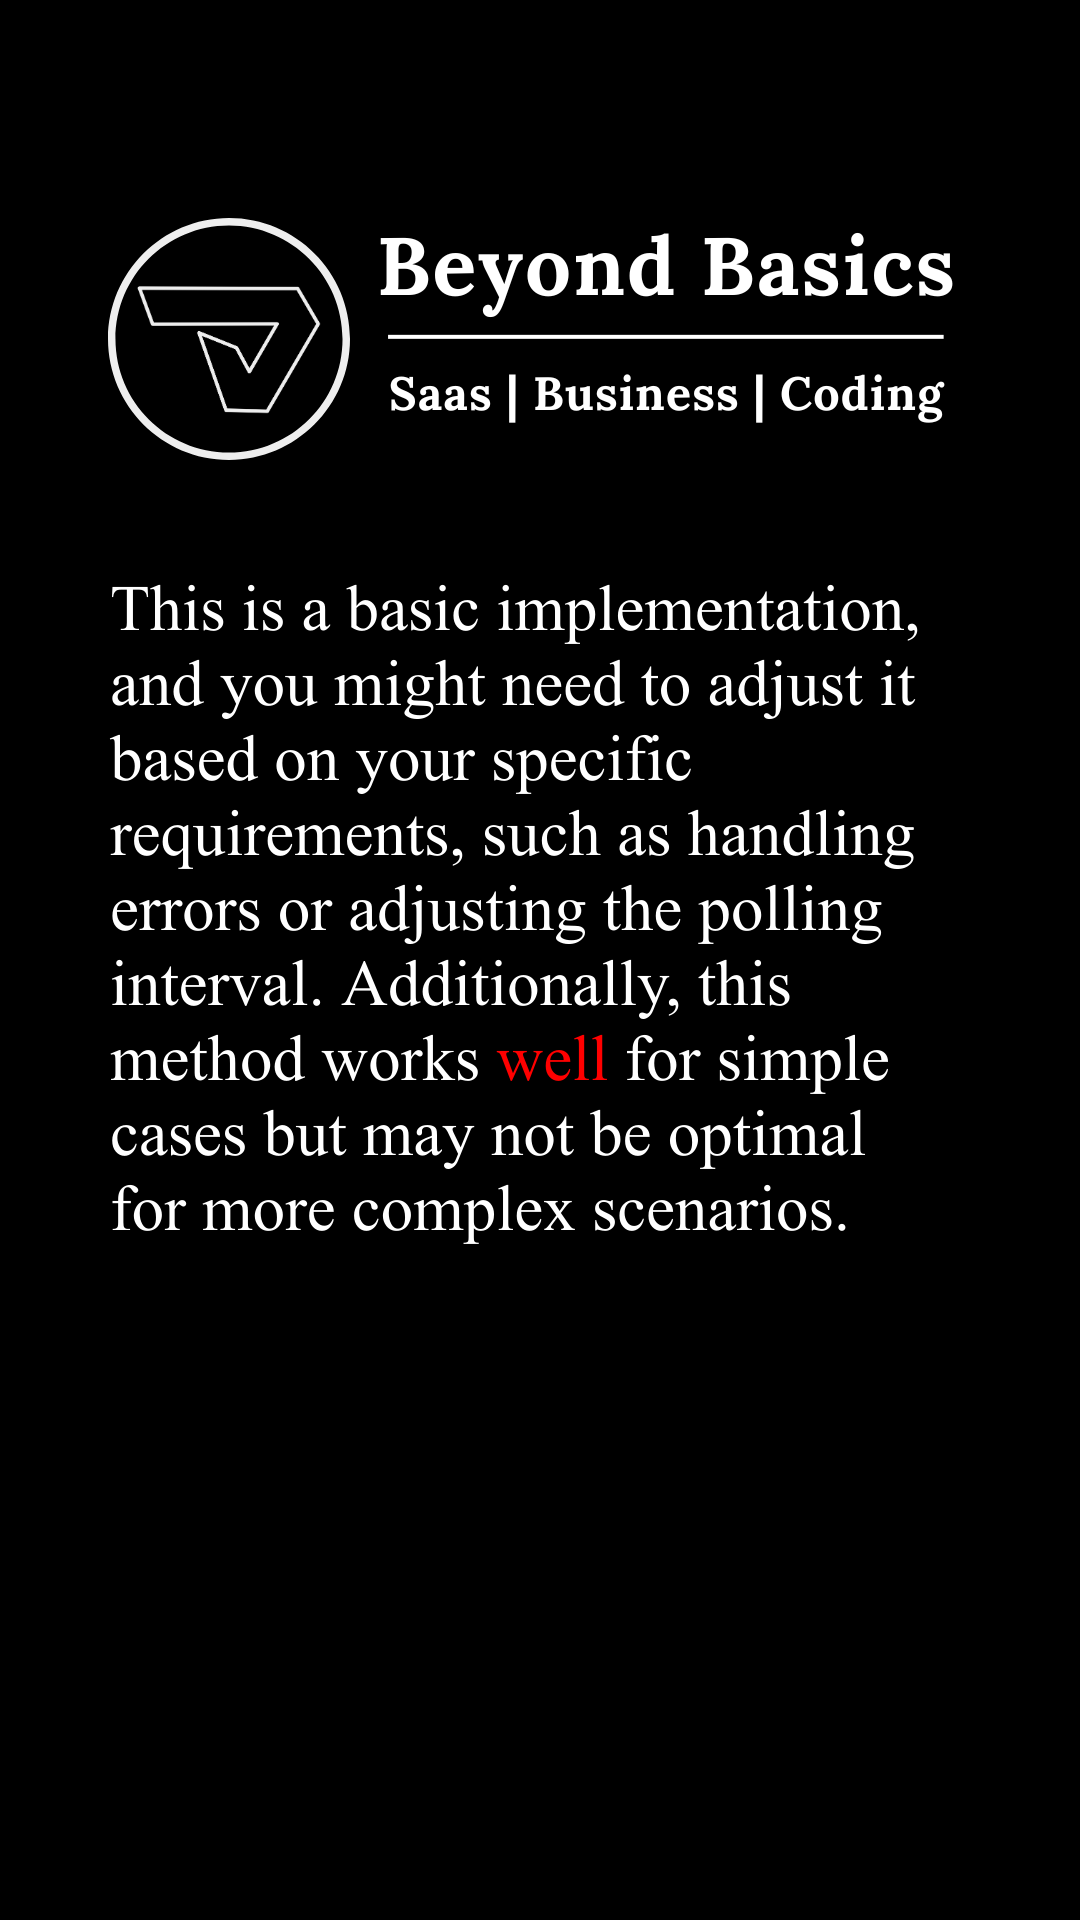 Beyond Basics
Saas | Business | Coding
This is a basic implementation,
and you might need to adjust it
based on your specific
requirements, such as handling
errors or adjusting the polling
interval. Additionally, this
method works well for simple
cases but may not be optimal
for more complex scenarios.